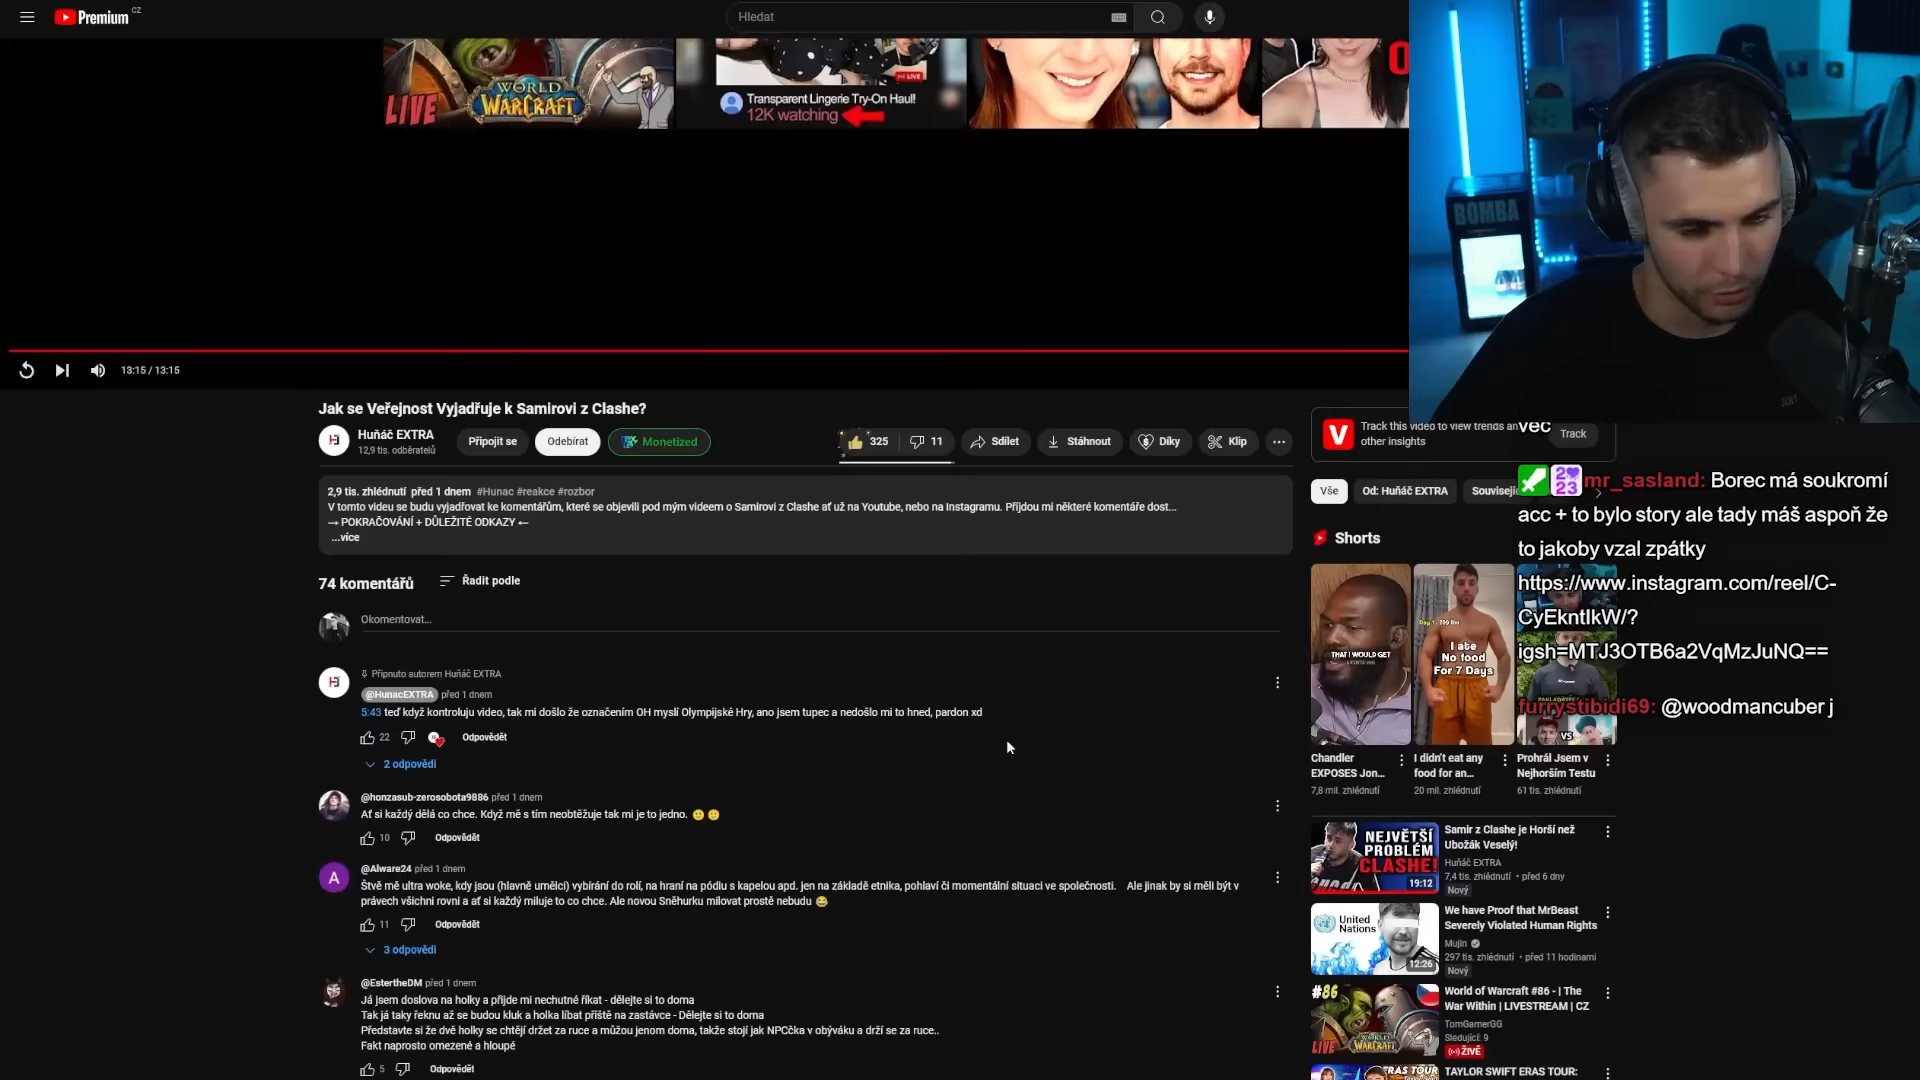 Premium CZ
Hledat
LIVE
WORLD
WARCRAFT
LIVE
Transparent Lingerie Try-On Haul!
12K watching
BOMBA
13:15 / 13:15
Jak se Veřejnost Vyjadřuje k Samirovi z Clashe?
Huňáč EXTRA
12,9 tis. odběratelů
Připojit se
Odebírat
Monetized
325
11
Sdílet
Stáhnout
Díky
Klip
2,9 tis. zhlédnutí před 1 dnem #Hunac #reakce #rozbor
V tomto videu se budu vyjadřovat ke komentářům, které se objevili pod mým videem o Samirovi z Clashe ať už na Youtube, nebo na Instagramu. Příjdou mi některé komentáře dost...
→ POKRAČOVÁNÍ + DŮLEŽITÉ ODKAZY ←
...více
74 komentářů
Řadit podle
Okomentovat...
Připnuto autorem Huňáč EXTRA
@HunacEXTRA před 1 dnem
5:43 teď když kontroluju video, tak mi došlo že označením OH myslí Olympijské Hry, ano jsem tupec a nedošlo mi to hned, pardon xd
22
Odpovědět
2 odpovědi
@honzasub-zerosobota9886 před 1 dnem
Ať si každý dělá co chce. Když mě s tím neobtěžuje tak mi je to jedno. 🙂 🙂
10
Odpovědět
A
@Alware24 před 1 dnem
Štvě mě ultra woke, kdy jsou (hlavně umělci) vybírání do rolí, na hraní na pódiu s kapelou apd. jen na základě etnika, pohlaví či momentální situaci ve společnosti. Ale jinak by si měli být v
právech všichni rovni a ať si každý miluje to co chce. Ale novou Sněhurku milovat prostě nebudu 😂
11
Odpovědět
3 odpovědi
@EstertheDM před 1 dnem
Já jsem doslova na holky a přijde mi nechutné říkat - dělejte si to doma
Tak já taky řeknu až se budou kluk a holka líbat příště na zastávce - Dělejte si to doma
Představte si že dvě holky se chtějí držet za ruce a můžou jenom doma, takže stojí jak NPCčka v obýváku a drží se za ruce..
Fakt naprosto omezené a hloupé
5
Odpovědět
V
Track this video to view trends an
other insights
Track
věc
Vše
Od: Huňáč EXTRA
Souvisejíc
Shorts
mr_sasland: Borec má soukromí
acc + to bylo story ale tady máš aspoň že
to jakoby vzal zpátky
https://www.instagram.com/reel/C-
CyEkntIkW/?
igsh=MTJ3OTB6a2VqMzJuNQ==
furrystibidi69: @woodmancuber j
THAT I WOULD GET
I ate
No food
For 7 Days
VS
Chandler
EXPOSES Jon...
7,8 mil. zhlédnutí
I didn't eat any
food for an...
20 mil. zhlédnutí
Prohrál Jsem v
Nejhorším Testu
61 tis. zhlédnutí
NEJVĚTŠÍ
PROBLÉM
CLASHE!
19:12
Samir z Clashe je Horší než
Ubožák Veselý!
Huňáč EXTRA
7,4 tis. zhlédnutí • před 6 dny
Nový
United
Nations
12:26
We have Proof that MrBeast
Severely Violated Human Rights
Mujin
297 tis. zhlédnutí • před 11 hodinami
Nový
#86
LIVE
World of Warcraft #86 - | The
War Within | LIVESTREAM | CZ
TomGamerGG
Sledující: 9
ŽIVĚ
ERAS TOUR
TAYLOR SWIFT ERAS TOUR: